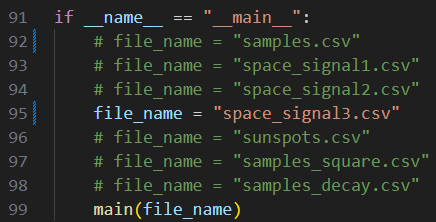 91 if __name__ == "__main__":
92     # file_name = "samples.csv"
93     # file_name = "space_signal1.csv"
94     # file_name = "space_signal2.csv"
95     file_name = "space_signal3.csv"
96     # file_name = "sunspots.csv"
97     # file_name = "samples_square.csv"
98     # file_name = "samples_decay.csv"
99     main(file_name)